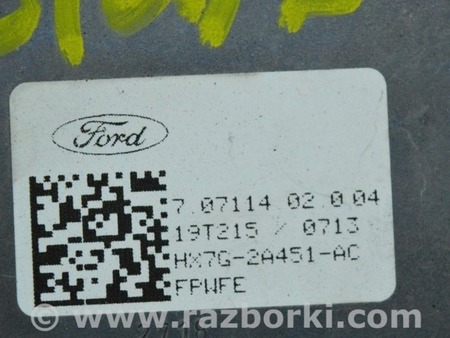 Ford
7.07114 02.0.04
19T215 / 0713
HX7G-2A451-AC
FPWFE
www.razborki.com